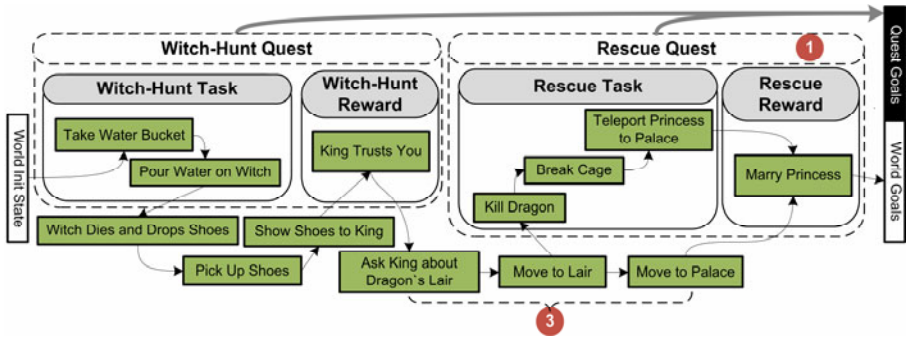 Witch-Hunt Quest
Rescue Quest
1
Quest Goals
Witch-Hunt Task
Witch-Hunt
Reward
Rescue Task
Rescue
Reward
World Init State
Take Water Bucket
Pour Water on Witch
King Trusts You
Teleport Princess
to Palace
Break Cage
Kill Dragon
Marry Princess
World Goals
Witch Dies and Drops Shoes
Show Shoes to King
Pick Up Shoes
Ask King about
Dragon`s Lair
Move to Lair
Move to Palace
3